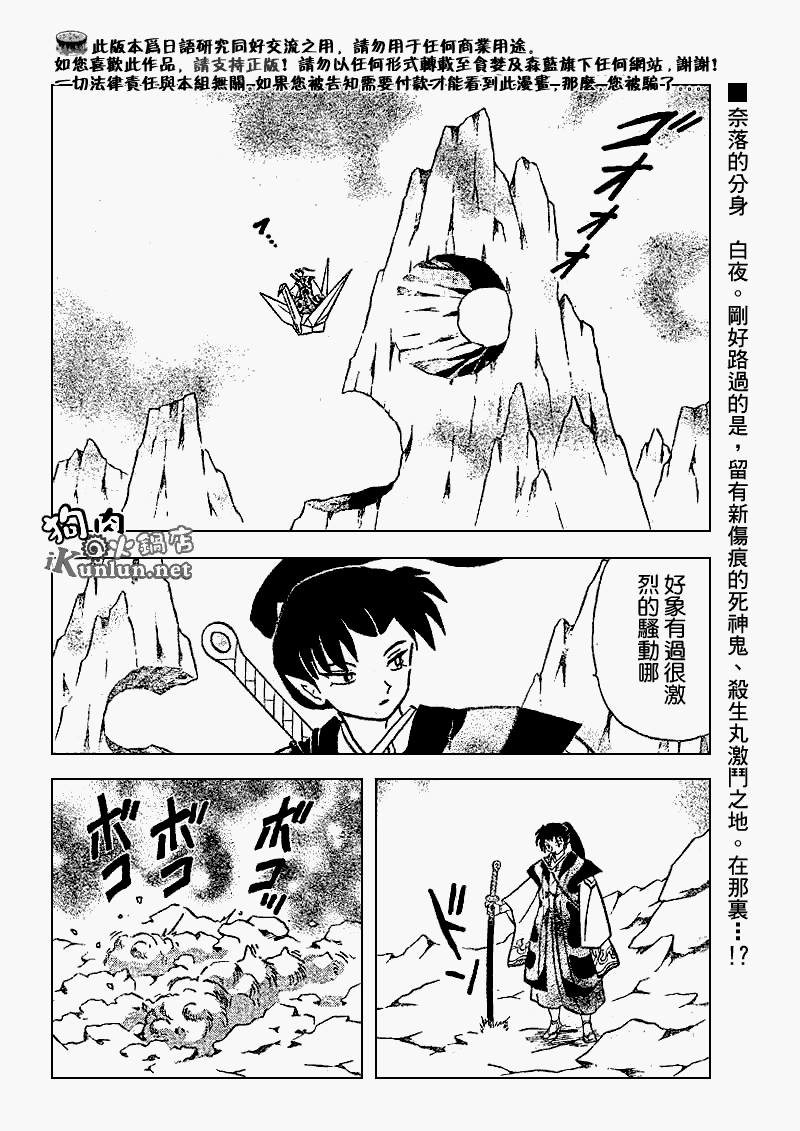 此版本爲日語研究同好交流之用，請勿用于任何商業用途。
如您喜歡此作品，請支持正版！請勿以任何形式轉載至貪婪及森藍旗下任何網站，謝謝！
一切法律責任與本組無關.如果您被告知需要付款才能看到此漫畫.那麼.您被騙了.....
■奈落的分身　白夜。剛好路過的是，留有新傷痕的死神鬼、殺生丸激鬥之地。在那裏…!?
ゴオオオ
狗肉
火鍋店
iKunlun.net
好象有過很激
烈的騷動哪
ドッ
ボコッ
ボコッ
ボコッ